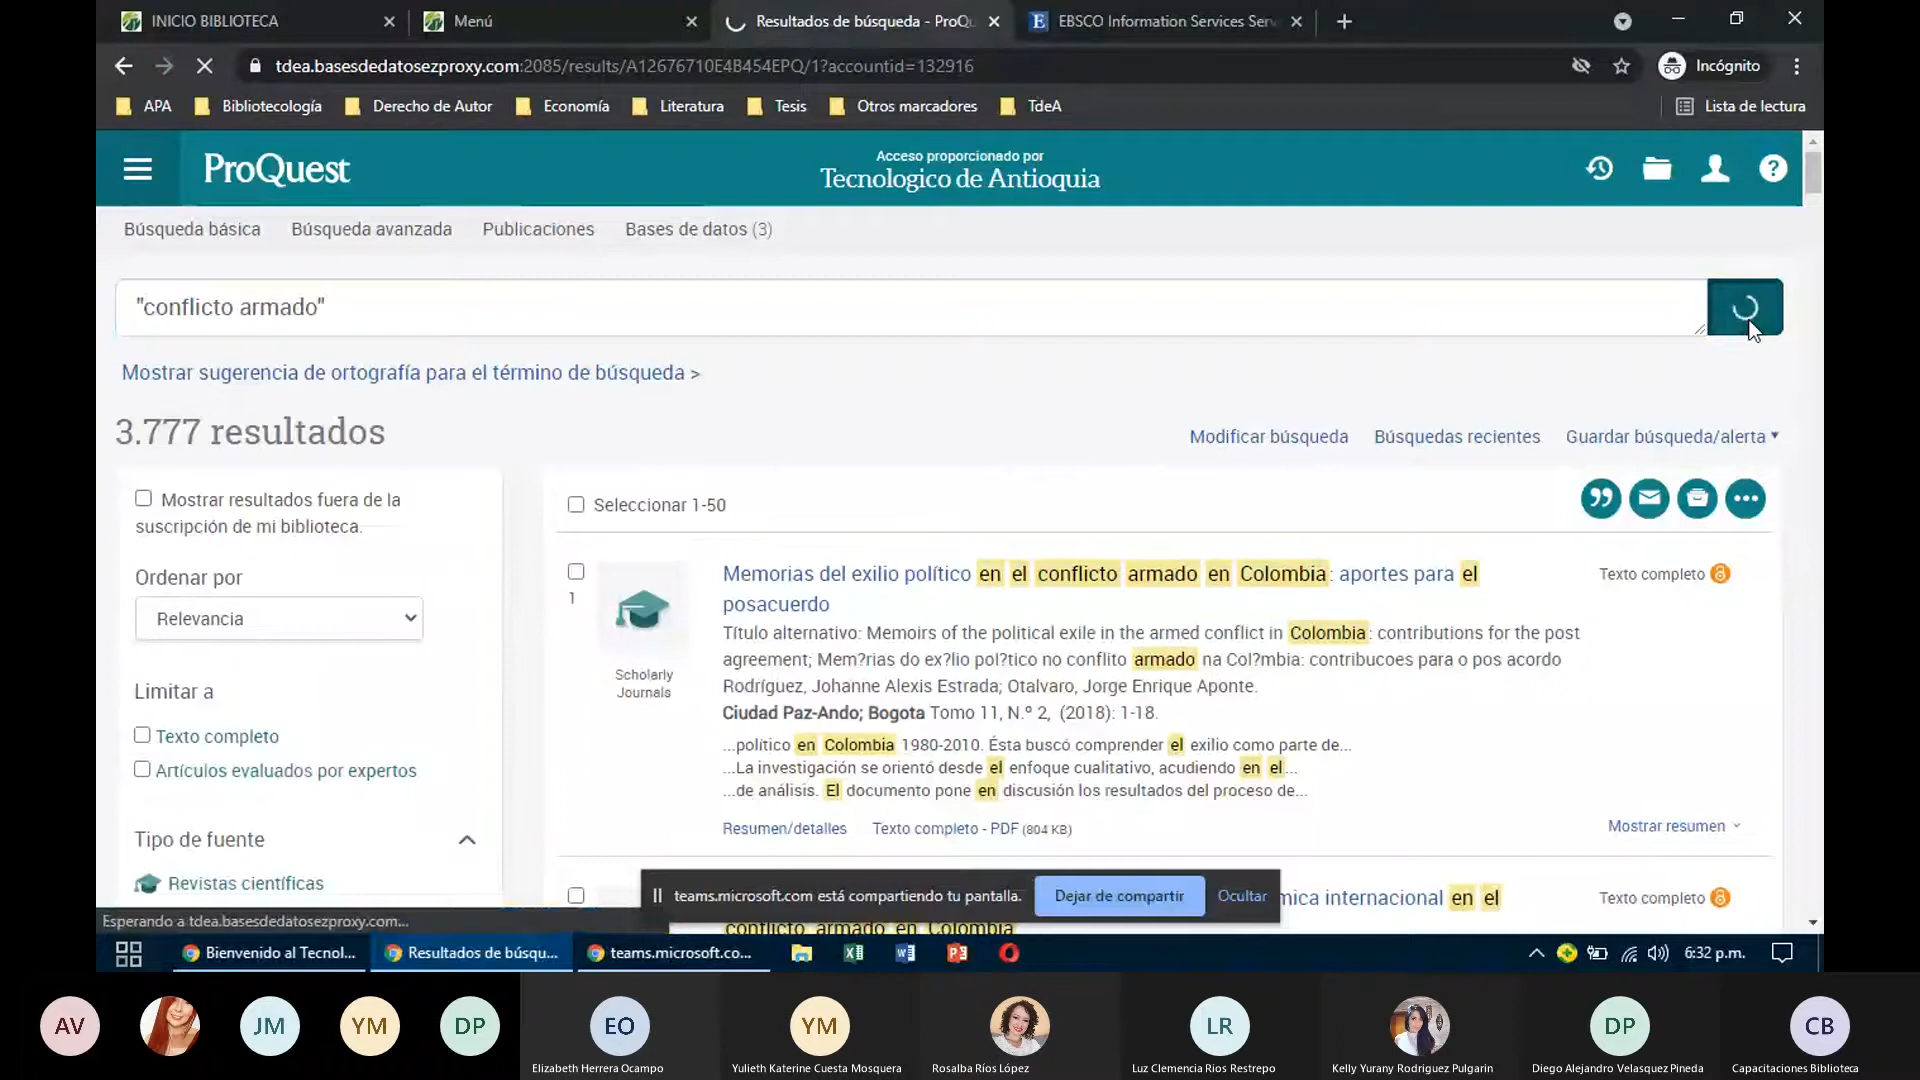 INICIO BIBLIOTECA
Menú
Resultados de búsqueda - ProQ
EBSCO Information Services Ser
tdea.basesdedatosezproxy.com:2085/results/A12676710E4B454EPQ/1?accountid=132916
Incógnito
APA
Bibliotecología
Derecho de Autor
Economía
Literatura
Tesis
Otros marcadores
TdeA
Lista de lectura
ProQuest
Acceso proporcionado por
Tecnologico de Antioquia
Búsqueda básica
Búsqueda avanzada
Publicaciones
Bases de datos (3)
"conflicto armado"
Mostrar sugerencia de ortografía para el término de búsqueda >
3.777 resultados
Modificar búsqueda
Búsquedas recientes
Guardar búsqueda/alerta
Mostrar resultados fuera de la
suscripción de mi biblioteca.
Ordenar por
Relevancia
Limitar a
Texto completo
Artículos evaluados por expertos
Tipo de fuente
Revistas científicas
Seleccionar 1-50
1
Scholarly
Journals
Memorias del exilio político en el conflicto armado en Colombia: aportes para el
posacuerdo
Texto completo
Título alternativo: Memoirs of the political exile in the armed conflict in Colombia: contributions for the post
agreement; Mem?rias do ex?lio pol?tico no conflito armado na Col?mbia: contribucoes para o pos acordo
Rodríguez, Johanne Alexis Estrada; Otalvaro, Jorge Enrique Aponte.
Ciudad Paz-Ando; Bogota Tomo 11, N.º 2, (2018): 1-18.
...político en Colombia 1980-2010. Ésta buscó comprender el exilio como parte de...
...La investigación se orientó desde el enfoque cualitativo, acudiendo en el...
...de análisis. El documento pone en discusión los resultados del proceso de...
Resumen/detalles
Texto completo - PDF (804 KB)
Mostrar resumen
mica internacional en el
Texto completo
conflicto armado en Colombia
teams.microsoft.com está compartiendo tu pantalla.
Dejar de compartir
Ocultar
Esperando a tdea.basesdedatosezproxy.com...
Bienvenido al Tecnol...
Resultados de búsqu...
teams.microsoft.co...
6:32 p.m.
AV
JM
YM
DP
EO
YM
LR
DP
CB
Elizabeth Herrera Ocampo
Yulieth Katerine Cuesta Mosquera
Rosalba Ríos López
Luz Clemencia Rios Restrepo
Kelly Yurany Rodriguez Pulgarin
Diego Alejandro Velasquez Pineda
Capacitaciones Biblioteca